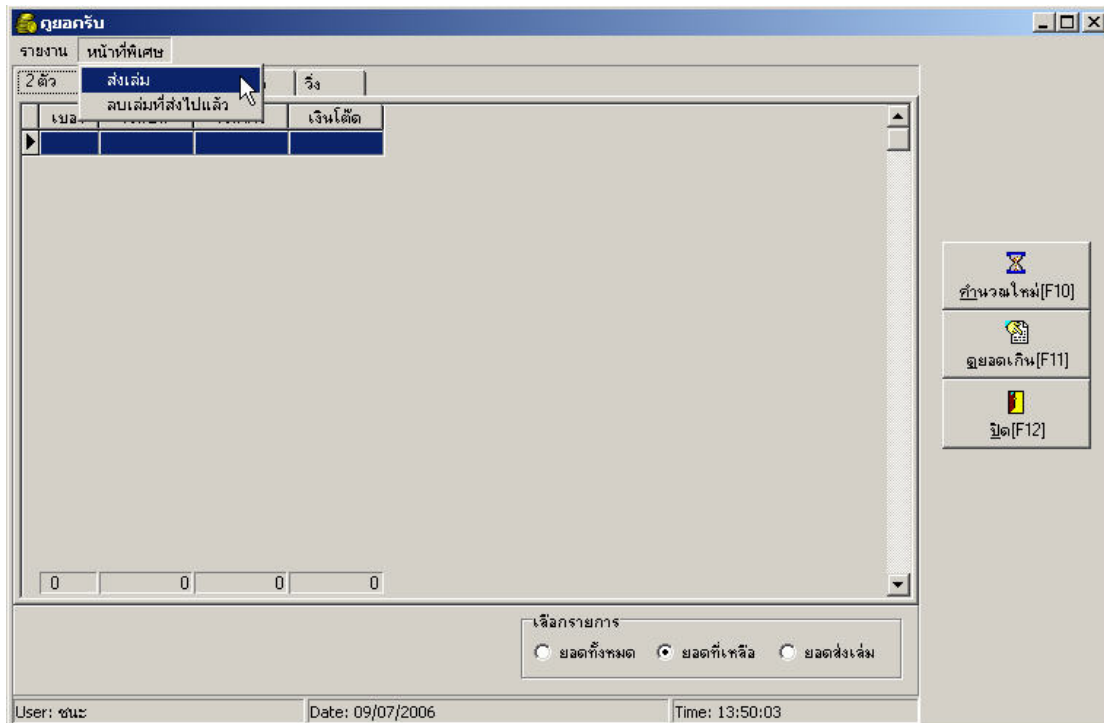 ดูยอดรับ
รายงาน หน้าที่พิเศษ
ส่งเล่ม
ลบเล่มที่ส่งไปแล้ว
2 ตัว วิ่ง
เงินโต๊ด
0 0 0 0
คำนวณใหม่[F10]
ดูยอดเกิน[F11]
ปิด[F12]
เลือกรายการ
ยอดทั้งหมด ยอดที่เหลือ ยอดส่งเล่ม
User: ชนะ Date: 09/07/2006 Time: 13:50:03